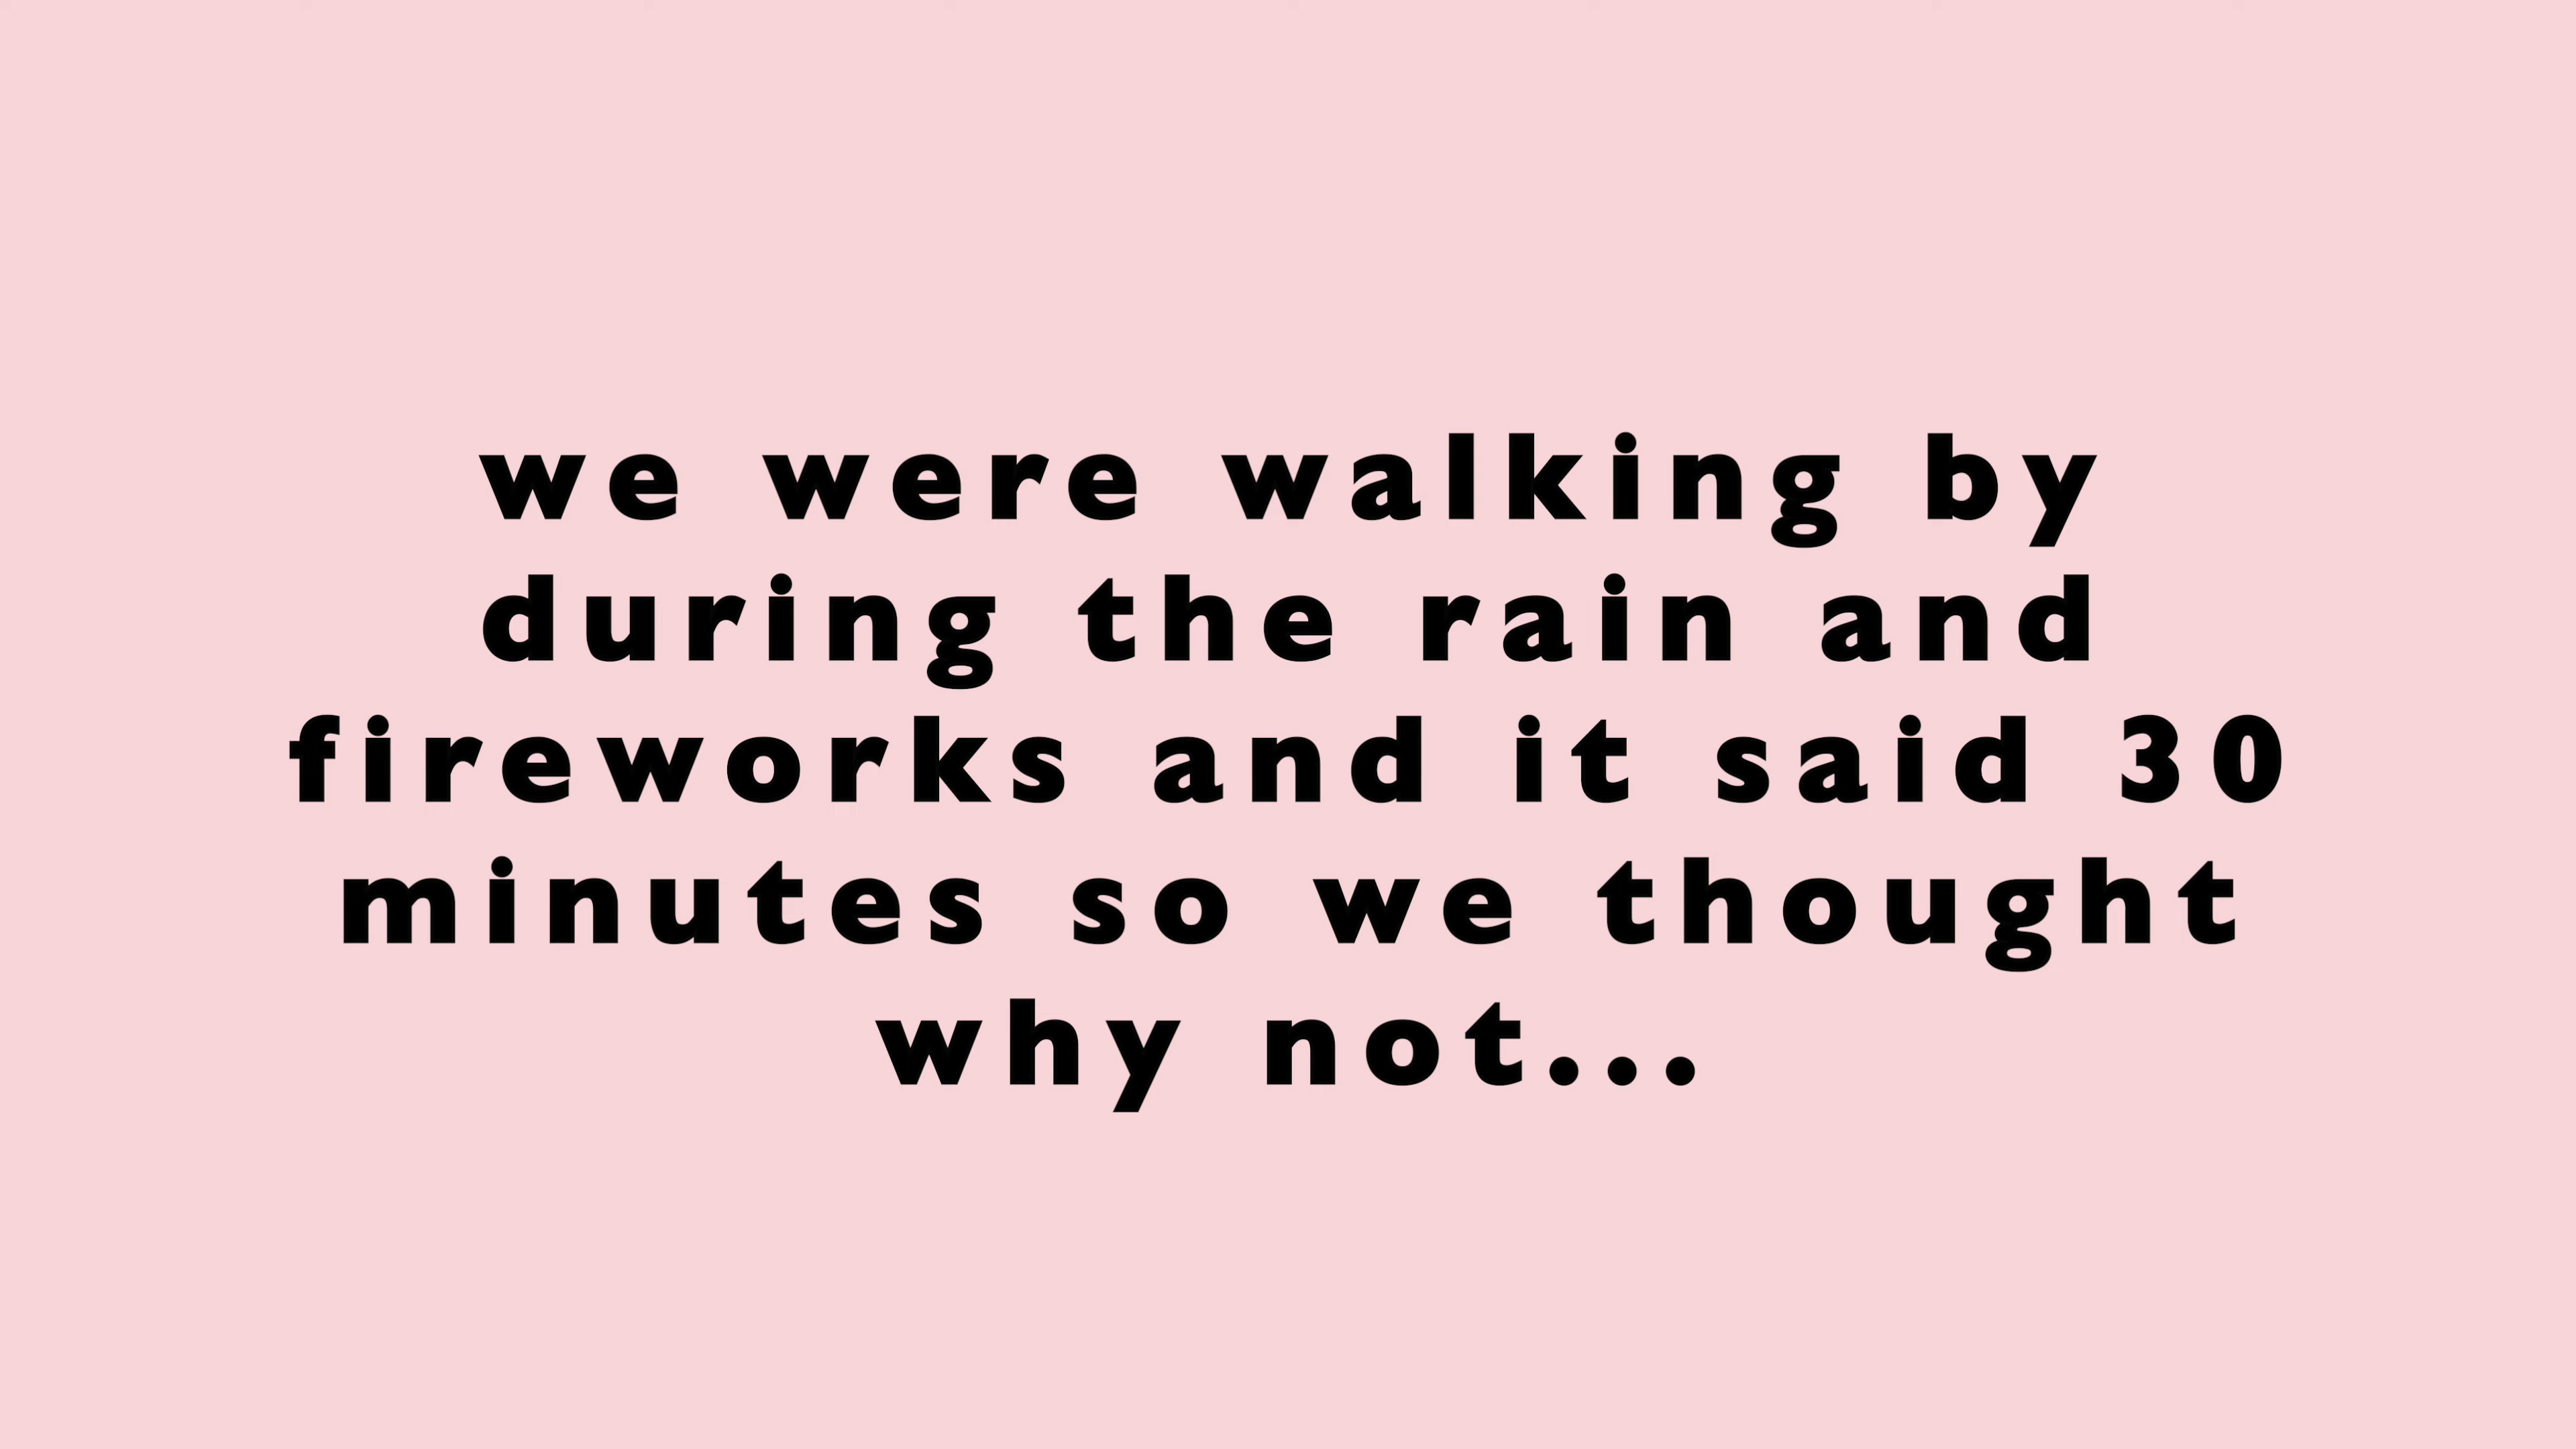 we were walking by
during the rain and
fireworks and it said 30
minutes so we thought
why not...